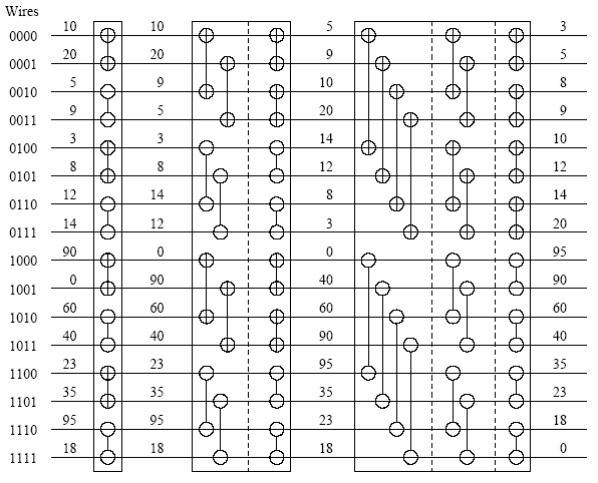 Wires
0000 10 10 5 3
0001 20 20 9 5
0010 5 9 10 8
0011 9 5 20 9
0100 3 3 14 10
0101 8 8 12 12
0110 12 14 8 14
0111 14 12 3 20
1000 90 0 0 95
1001 0 90 40 90
1010 60 60 60 60
1011 40 40 90 40
1100 23 23 95 35
1101 35 35 35 23
1110 95 95 23 18
1111 18 18 18 0